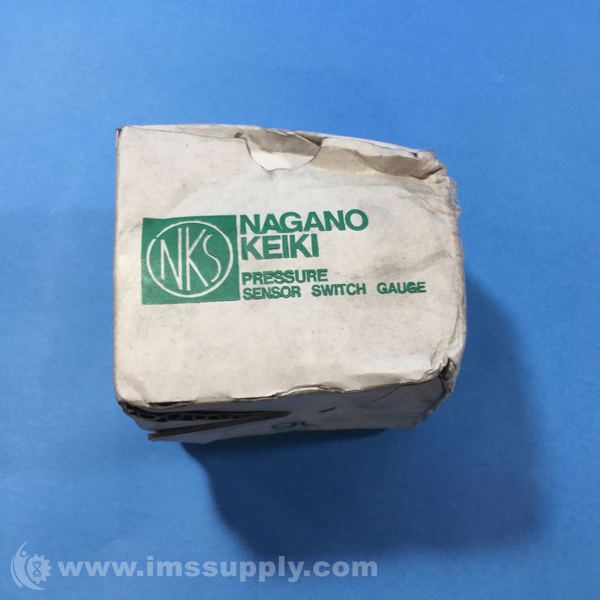 NKS
NAGANO
KEIKI
PRESSURE
SENSOR SWITCH GAUGE
www.imssupply.com